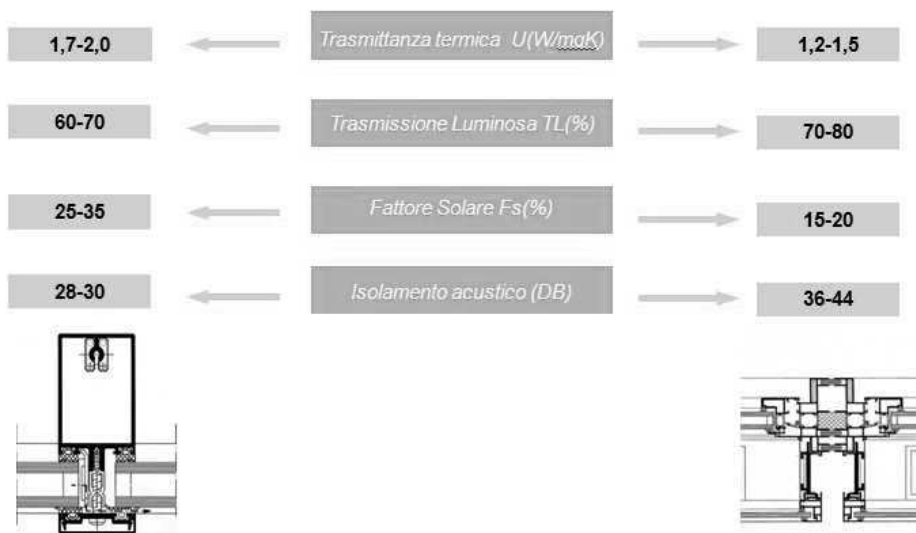 1,7-2,0 Trasmittanza termica U(W/mqK) 1,2-1,5
60-70 Trasmissione Luminosa TL(%) 70-80
25-35 Fattore Solare Fs(%) 15-20
28-30 Isolamento acustico (DB) 36-44